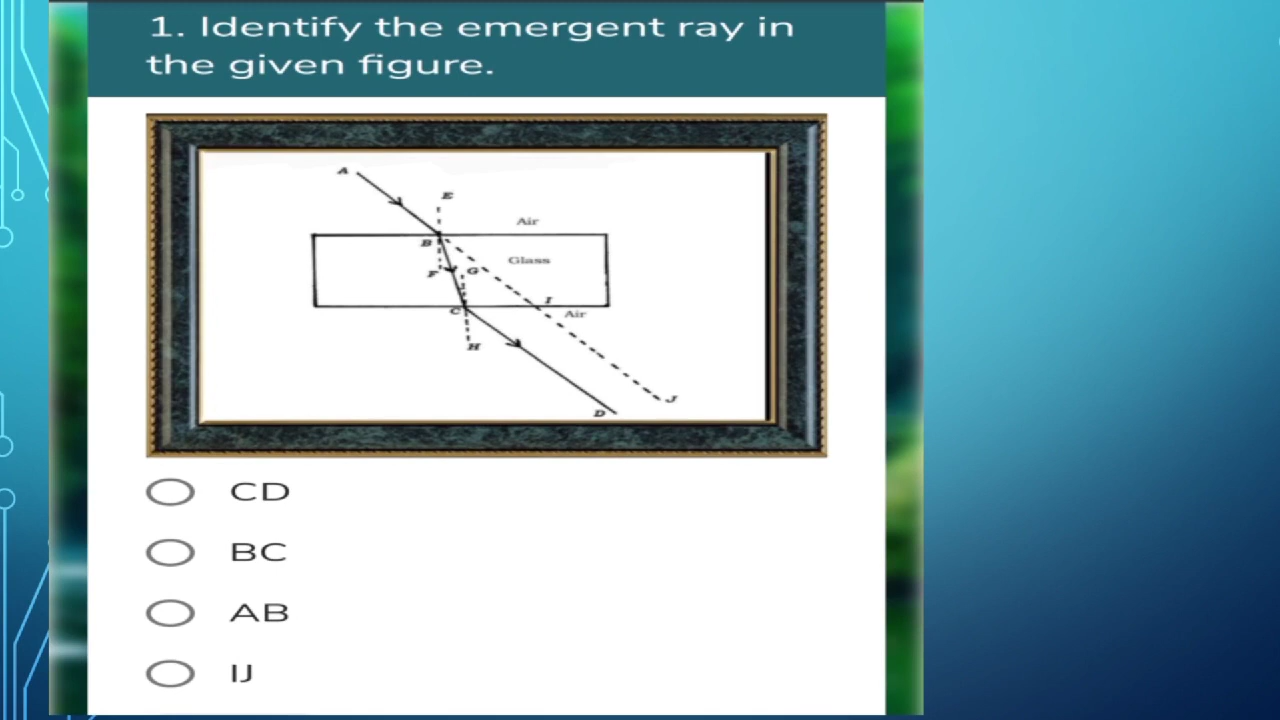 1. Identify the emergent ray in
the given figure.
A
E
Air
B
Glass
F
G
I
C
Air
H
J
D
CD
BC
AB
IJ